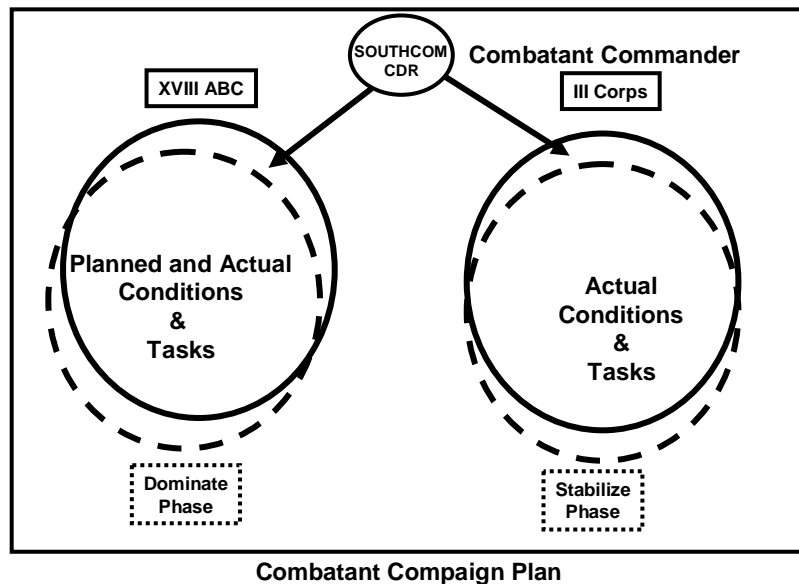 SOUTHCOM
CDR
Combatant Commander
XVIII ABC
III Corps
Planned and Actual
Conditions
&
Tasks
Actual
Conditions
&
Tasks
Dominate
Phase
Stabilize
Phase
Combatant Compaign Plan